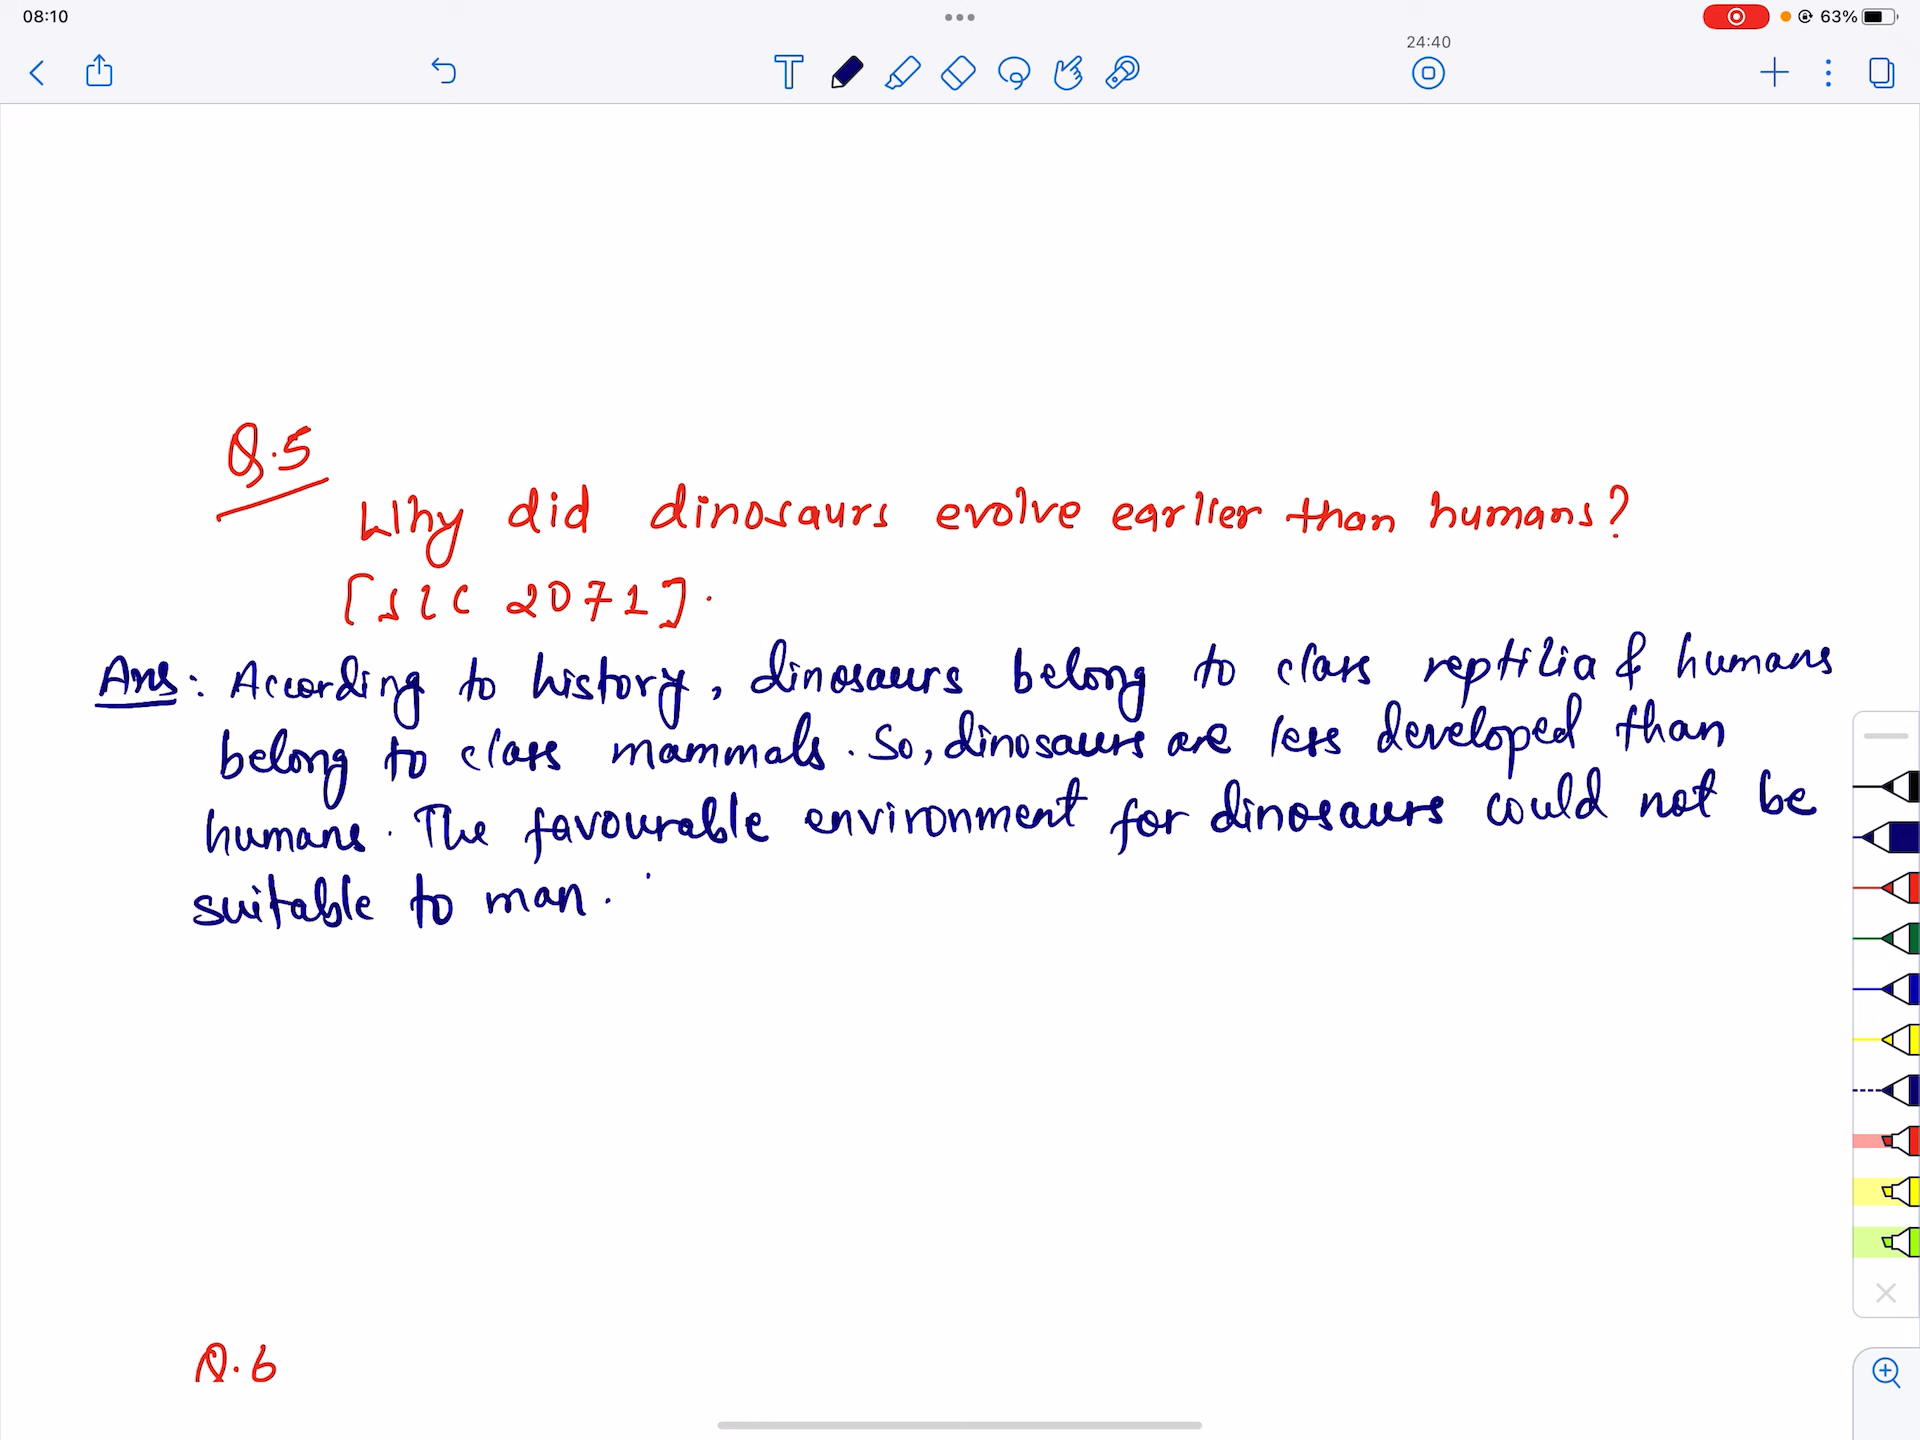 08:10
63%
24:40
T
Q.5
Why did dinosaurs evolve earlier than humans?
[SLC 2071].
Ans: According to history, dinosaurs belong to class reptilia & humans
belong to class mammals. So, dinosaurs are less developed than
humans. The favourable environment for dinosaurs could not be
suitable to man.
Q.6